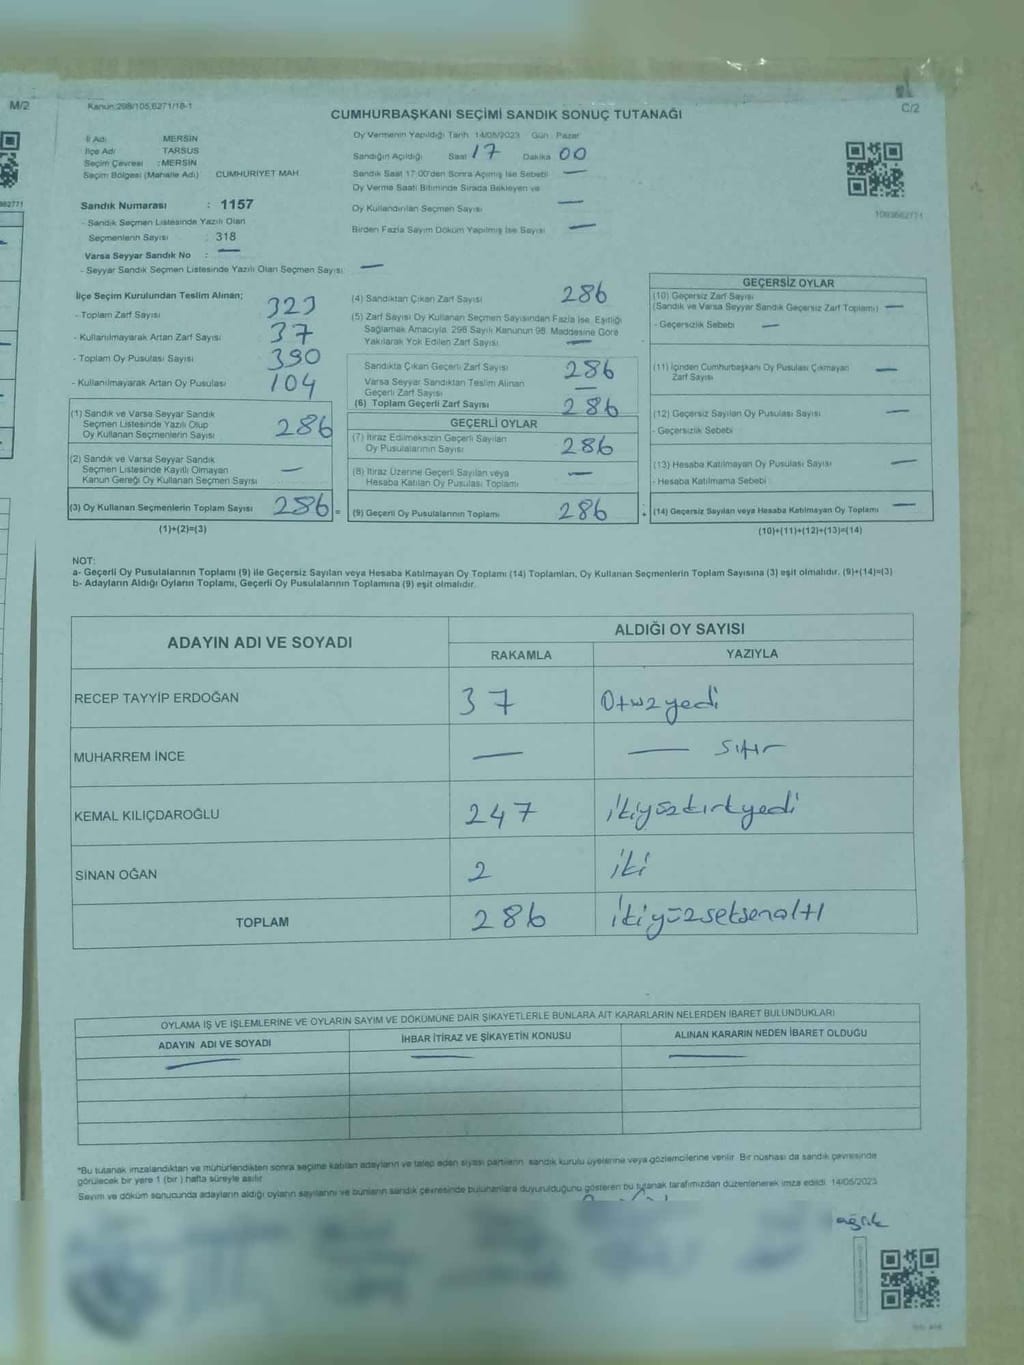 M/2
Kanun:298/105,6271/18-1
C/2
CUMHURBAŞKANI SEÇİMİ SANDIK SONUÇ TUTANAĞI
İl Adı MERSİN
İlçe Adı TARSUS
Seçim Çevresi :MERSİN
Seçim Bölgesi (Mahalle Adı) CUMHURİYET MAH.
Sandık Numarası : 1157
- Sandık Seçmen Listesinde Yazılı Olan
Seçmenlerin Sayısı : 318
Varsa Seyyar Sandık No : —
- Seyyar Sandık Seçmen Listesinde Yazılı Olan Seçmen Sayısı: —
Oy Vermenin Yapıldığı Tarih 14/05/2023 Gün : Pazar
Sandığın Açıldığı Saat 17 Dakika 00
Sandık Saat 17:00'den Sonra Açımış İse Sebebi —
Oy Verme Saati Bitiminde Sırada Bekleyen ve
Oy Kullandırılan Seçmen Sayısı —
Birden Fazla Sayım Döküm Yapılmış İse Sayısı —
1093682771
İlçe Seçim Kurulundan Teslim Alınan;
- Toplam Zarf Sayısı 323
- Kullanılmayarak Artan Zarf Sayısı 37
- Toplam Oy Pusulası Sayısı 390
- Kullanılmayarak Artan Oy Pusulası 104
(1) Sandık ve Varsa Seyyar Sandık
Seçmen Listesinde Yazılı Olup
Oy Kullanan Seçmenlerin Sayısı 286
(2) Sandık ve Varsa Seyyar Sandık
Seçmen Listesinde Kayıtlı Olmayan
Kanun Gereği Oy Kullanan Seçmen Sayısı —
(3) Oy Kullanan Seçmenlerin Toplam Sayısı 286 =
(1)+(2)=(3)
(4) Sandıktan Çıkan Zarf Sayısı 286
(5) Zarf Sayısı Oy Kullanan Seçmen Sayısından Fazla İse, Eşitliği
Sağlamak Amacıyla, 298 Sayılı Kanunun 98. Maddesine Göre
Yakılarak Yok Edilen Zarf Sayısı —
Sandıkta Çıkan Geçerli Zarf Sayısı 286
Varsa Seyyar Sandıktan Teslim Alınan
Geçerli Zarf Sayısı —
(6) Toplam Geçerli Zarf Sayısı 286
GEÇERLİ OYLAR
(7) İtiraz Edilmeksizin Geçerli Sayılan
Oy Pusulalarının Sayısı 286
(8) İtiraz Üzerine Geçerli Sayılan veya
Hesaba Katılan Oy Pusulası Toplamı —
(9) Geçerli Oy Pusulalarının Toplamı 286 +
GEÇERSİZ OYLAR
(10) Geçersiz Zarf Sayısı
(Sandık ve Varsa Seyyar Sandık Geçersiz Zarf Toplamı) —
- Geçersizlik Sebebi —
(11) İçinden Cumhurbaşkanı Oy Pusulası Çıkmayan
Zarf Sayısı —
(12) Geçersiz Sayılan Oy Pusulası Sayısı —
- Geçersizlik Sebebi
(13) Hesaba Katılmayan Oy Pusulası Sayısı —
- Hesaba Katılmama Sebebi
(14) Geçersiz Sayılan veya Hesaba Katılmayan Oy Toplamı —
(10)+(11)+(12)+(13)=(14)
NOT:
a- Geçerli Oy Pusulalarının Toplamı (9) ile Geçersiz Sayılan veya Hesaba Katılmayan Oy Toplamı (14) Toplamları, Oy Kullanan Seçmenlerin Toplam Sayısına (3) eşit olmalıdır, (9)+(14)=(3)
b- Adayların Aldığı Oyların Toplamı, Geçerli Oy Pusulalarının Toplamına (9) eşit olmalıdır.
ADAYIN ADI VE SOYADI ALDIĞI OY SAYISI
RAKAMLA YAZIYLA
RECEP TAYYİP ERDOĞAN 37 Otuzyedi
MUHARREM İNCE — — Sıfır
KEMAL KILIÇDAROĞLU 247 ikiyüzkırkyedi
SİNAN OĞAN 2 iki
TOPLAM 286 ikiyüzseksenaltı
OYLAMA İŞ VE İŞLEMLERİNE VE OYLARIN SAYIM VE DÖKÜMÜNE DAİR ŞİKAYETLERLE BUNLARA AİT KARARLARIN NELERDEN İBARET BULUNDUKLARI
ADAYIN ADI VE SOYADI İHBAR İTİRAZ VE ŞİKAYETİN KONUSU ALINAN KARARIN NEDEN İBARET OLDUĞU
— — —
*Bu tutanak imzalandıktan ve mühürlendikten sonra seçime katılan adayların ve talep eden siyasi partilerin sandık kurulu üyelerine veya gözlemcilerine verilir. Bir nüshası da sandık çevresinde
görülecek bir yere 1 (bir) hafta süreyle asılır.
Sayım ve döküm sonucunda adayların aldığı oyların sayılarını ve bunların sandık çevresinde bulunanlara duyurulduğunu gösteren bu tutanak tarafımızdan düzenlenerek imza edildi. 14/05/2023